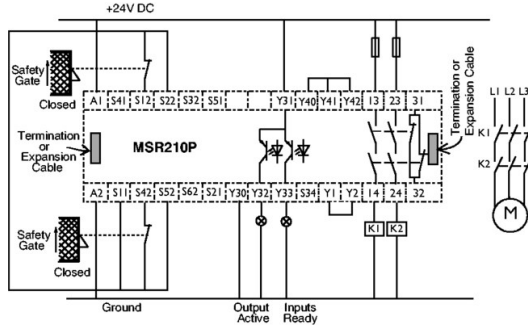 +24V DC
Safety
Gate
Closed
A1 S41 S12 S22 S32 S51 Y31 Y40 Y41 Y42 13 23 31
Termination
or
Expansion
Cable
MSR210P
Termination or
Expansion Cable
L1 L2 L3
K1
K2
M
A2 S11 S42 S52 S62 S21 Y30 Y32 Y33 S34 Y1 Y2 14 24 32
Safety
Gate
Closed
K1 K2
Ground
Output
Active
Inputs
Ready